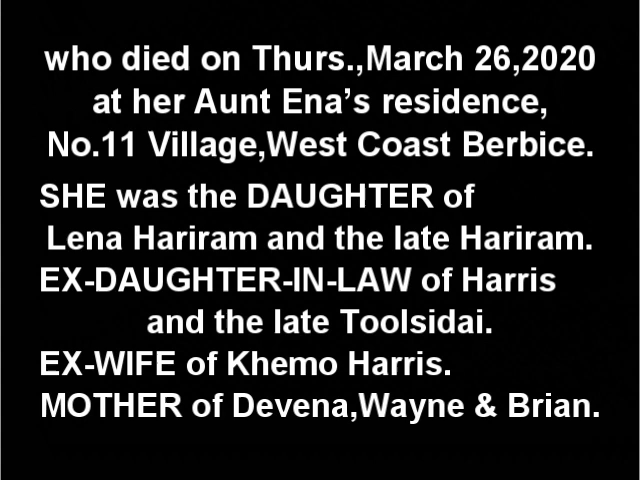 who died on Thurs.,March 26,2020
at her Aunt Ena’s residence,
No.11 Village,West Coast Berbice.
SHE was the DAUGHTER of
Lena Hariram and the late Hariram.
EX-DAUGHTER-IN-LAW of Harris
and the late Toolsidai.
EX-WIFE of Khemo Harris.
MOTHER of Devena,Wayne & Brian.